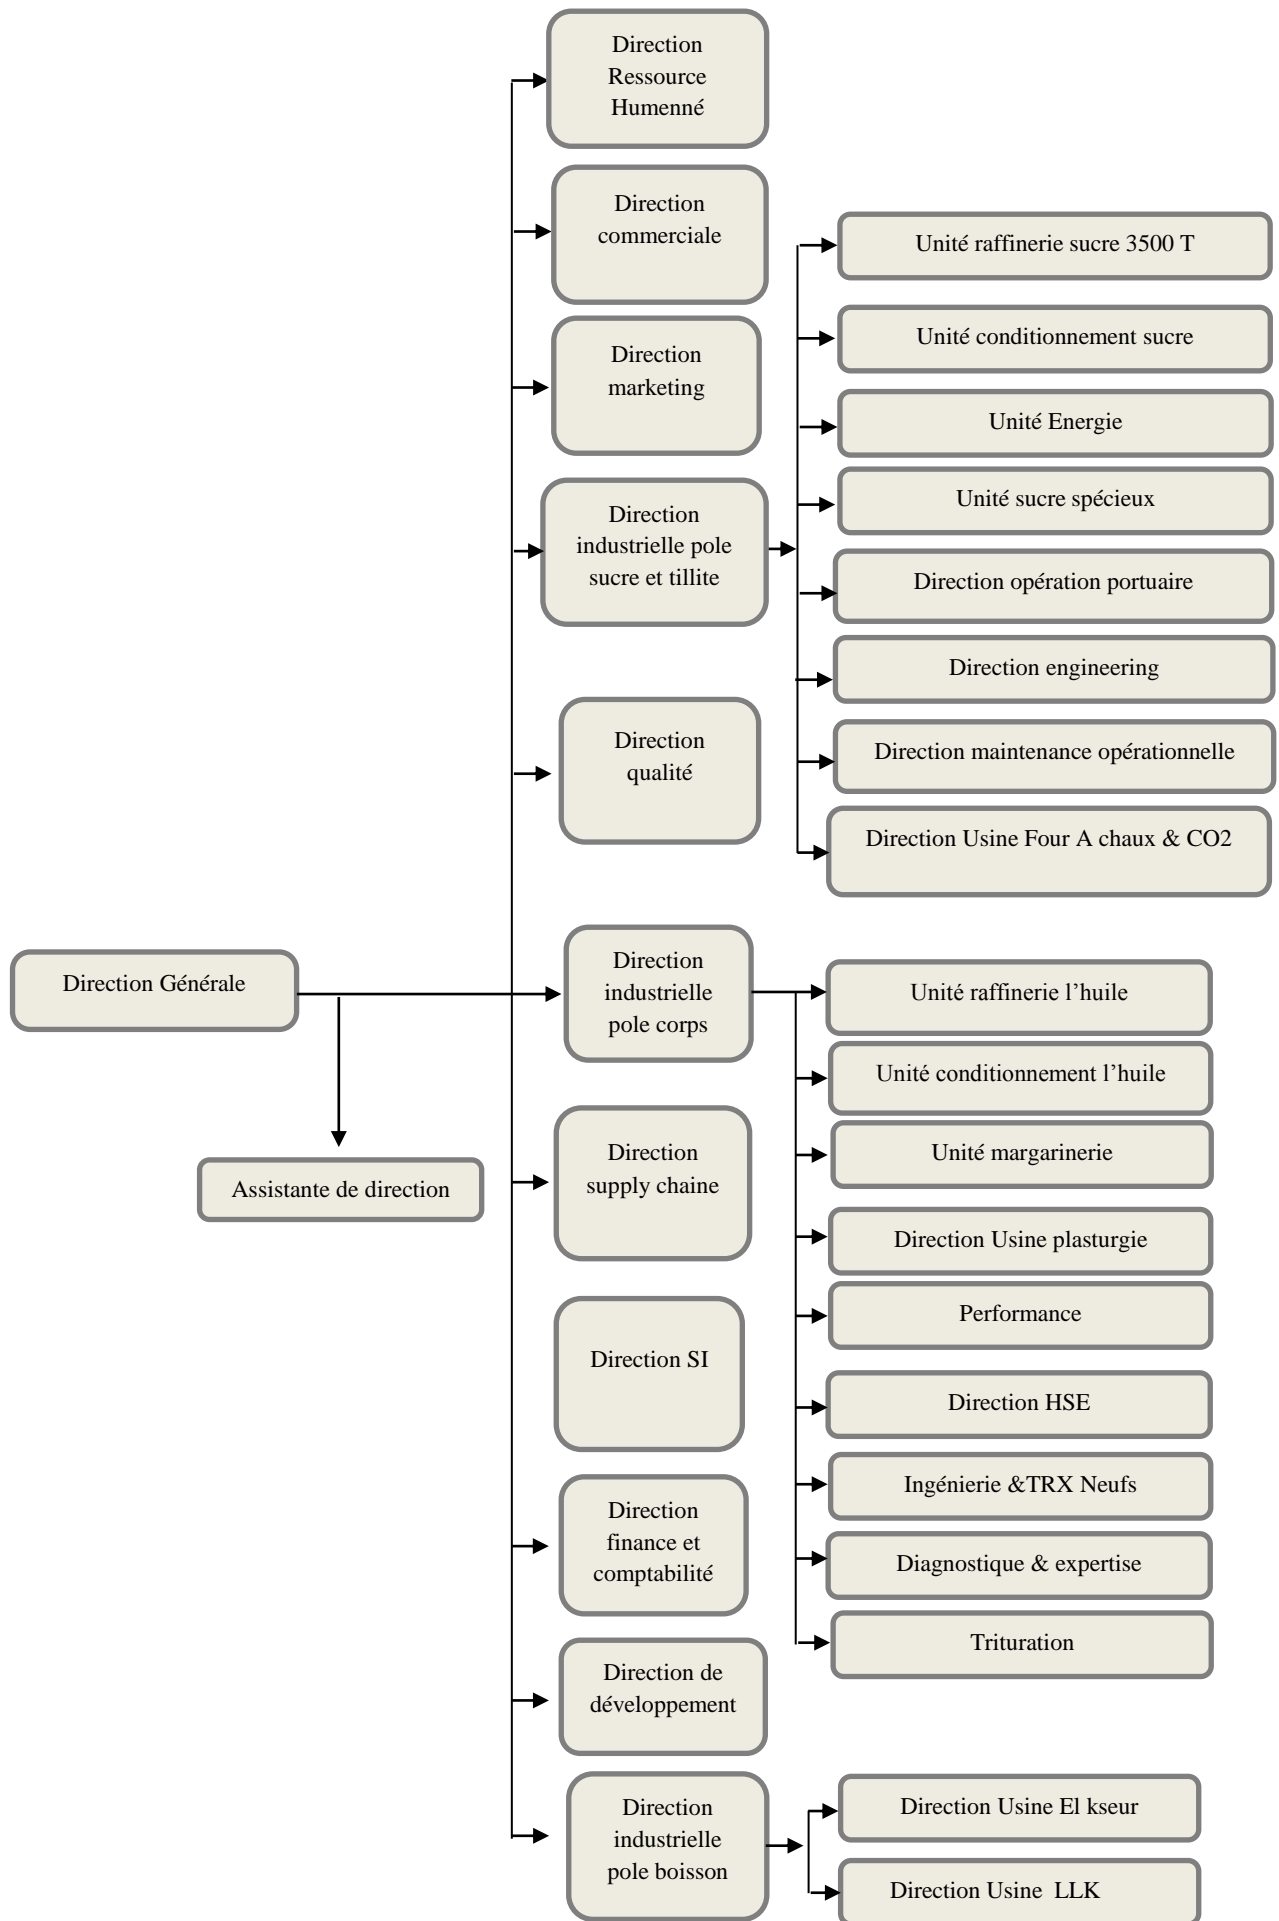 Direction
Ressource
Humenné
Direction
commerciale
Direction
marketing
Direction
industrielle pole
sucre et tillite
Unité raffinerie sucre 3500 T
Unité conditionnement sucre
Unité Energie
Unité sucre spécieux
Direction opération portuaire
Direction engineering
Direction maintenance opérationnelle
Direction Usine Four A chaux & CO2
Direction
qualité
Direction Générale
Assistante de direction
Direction
industrielle
pole corps
Unité raffinerie l’huile
Unité conditionnement l’huile
Unité margarinerie
Direction Usine plasturgie
Performance
Direction HSE
Ingénierie &TRX Neufs
Diagnostique & expertise
Trituration
Direction
supply chaine
Direction SI
Direction
finance et
comptabilité
Direction de
développement
Direction
industrielle
pole boisson
Direction Usine El kseur
Direction Usine LLK